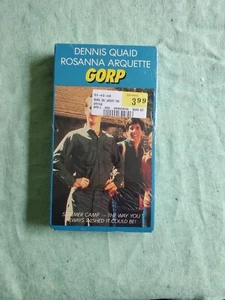 DENNIS QUAID
ROSANNA ARQUETTE
GORP
3.99
SUMMER CAMP — THE WAY YOU
ALWAYS WISHED IT COULD BE!